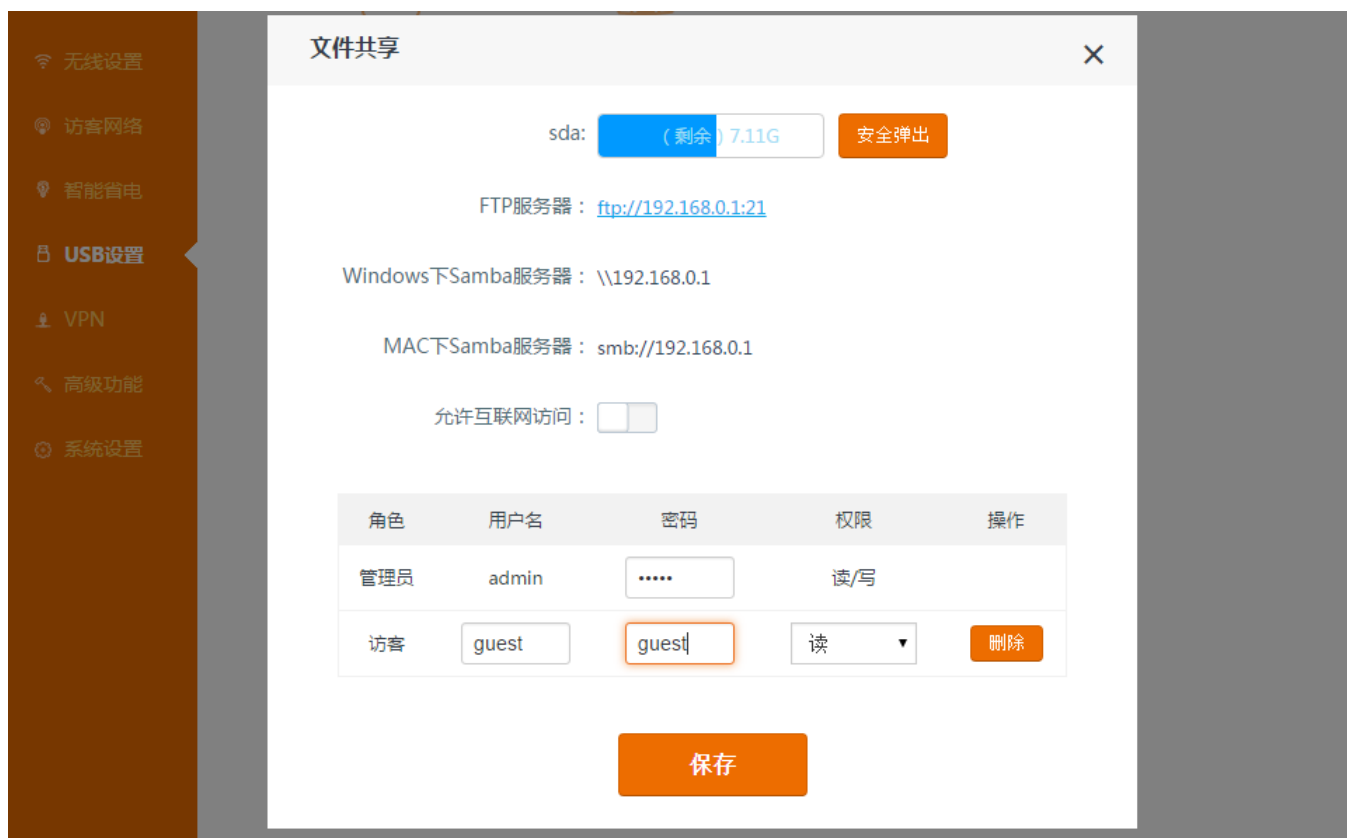 文件共享
无线设置
访客网络
智能省电
USB设置
VPN
高级功能
系统设置
sda: （剩余）7.11G 安全弹出
FTP服务器： ftp://192.168.0.1:21
Windows下Samba服务器： \\192.168.0.1
MAC下Samba服务器： smb://192.168.0.1
允许互联网访问：
角色 用户名 密码 权限 操作
管理员 admin ••••• 读/写
访客 guest guest 读 删除
保存